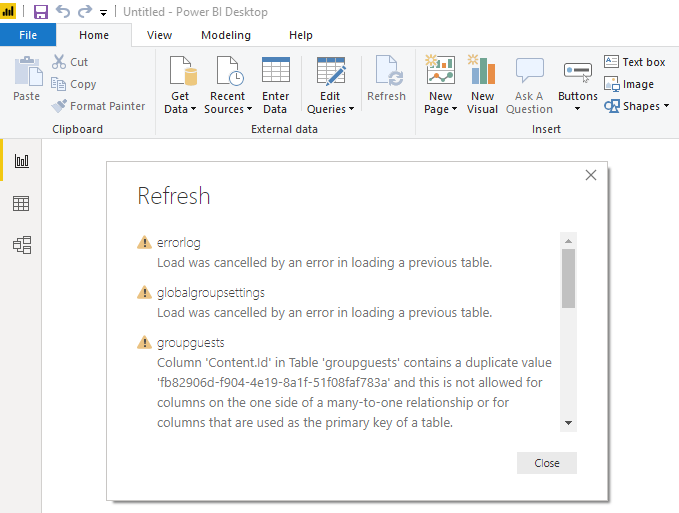 Untitled - Power BI Desktop
File Home View Modeling Help
Paste
Cut
Copy
Format Painter
Clipboard
Get Data
Recent Sources
Enter Data
Edit Queries
Refresh
External data
New Page
New Visual
Ask A Question
Buttons
Text box
Image
Shapes
Insert
Refresh
errorlog
Load was cancelled by an error in loading a previous table.
globalgroupsettings
Load was cancelled by an error in loading a previous table.
groupguests
Column 'Content.Id' in Table 'groupguests' contains a duplicate value
'fb82906d-f904-4e19-8a1f-51f08faf783a' and this is not allowed for
columns on the one side of a many-to-one relationship or for
columns that are used as the primary key of a table.
Close